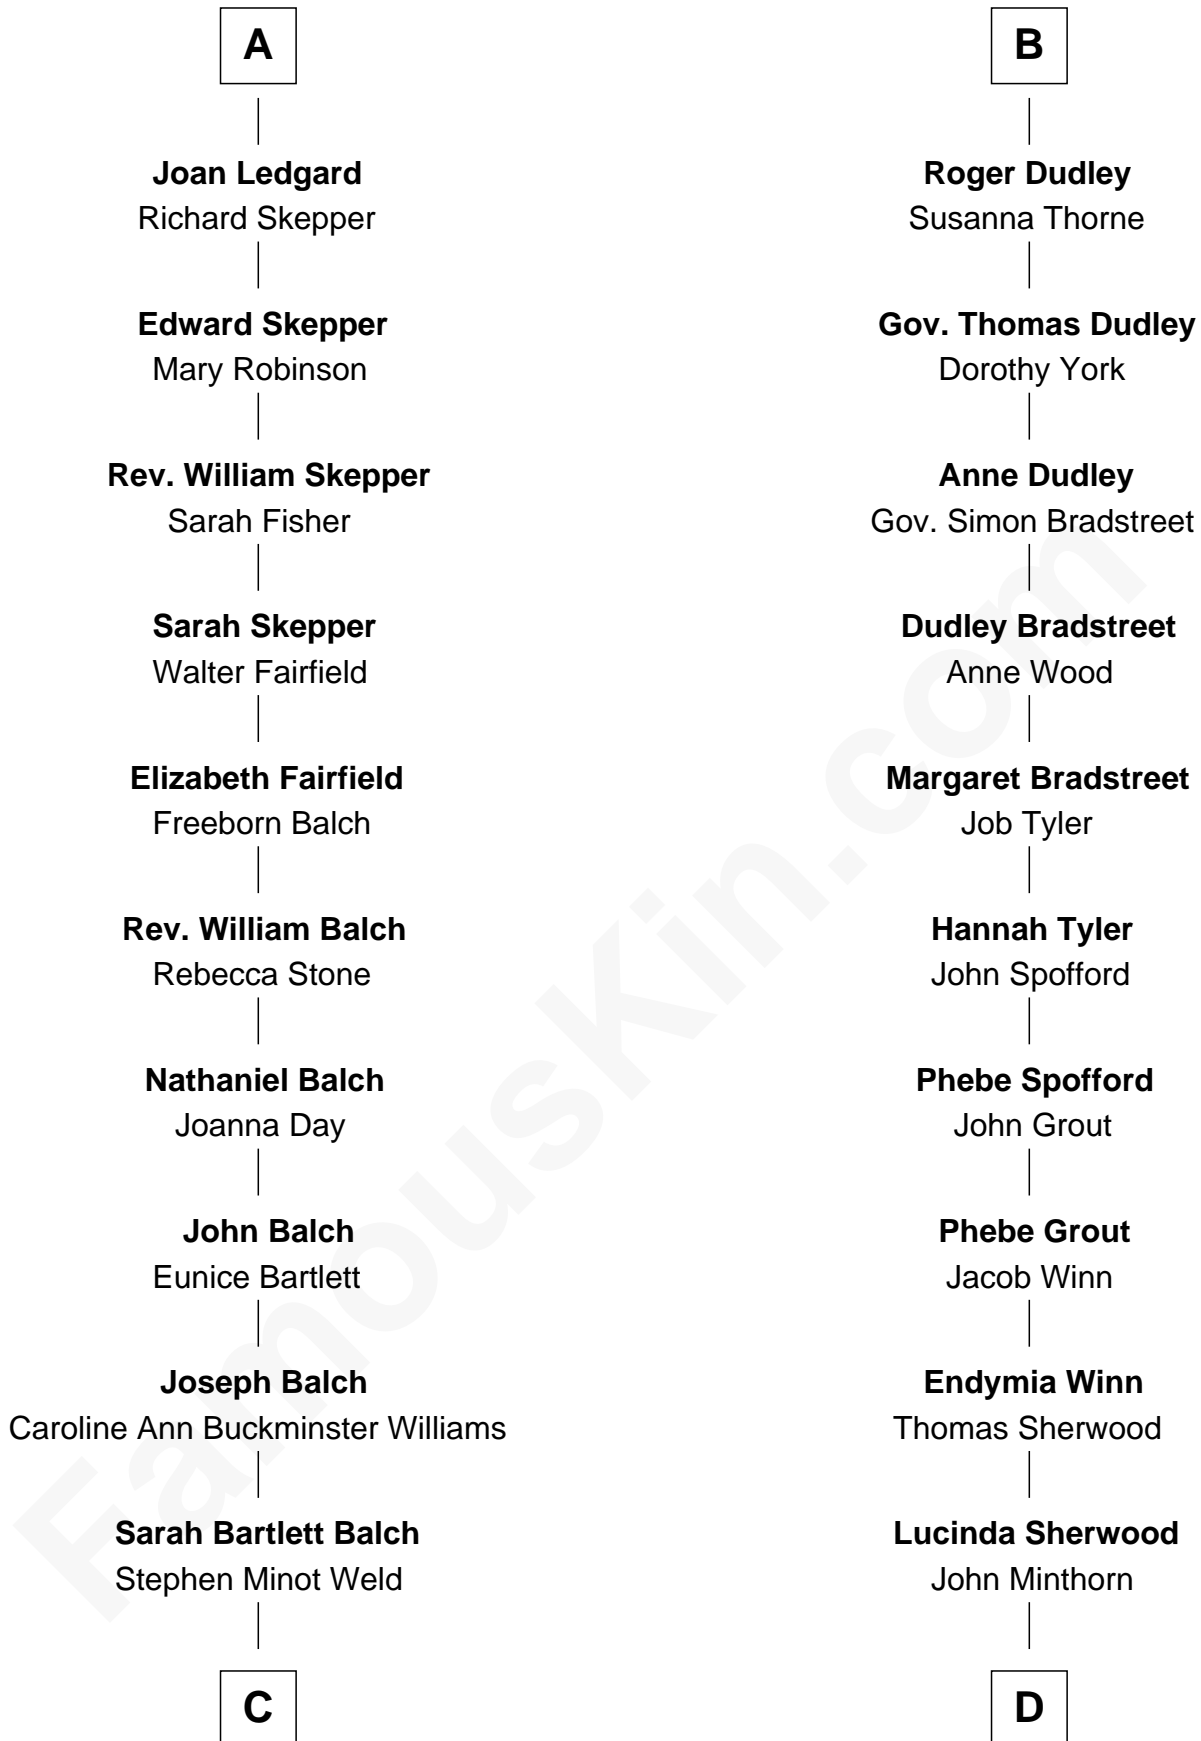 A
Joan Ledgard
Richard Skepper
Edward Skepper
Mary Robinson
Rev. William Skepper
Sarah Fisher
Sarah Skepper
Walter Fairfield
Elizabeth Fairfield
Freeborn Balch
Rev. William Balch
Rebecca Stone
Nathaniel Balch
Joanna Day
John Balch
Eunice Bartlett
Joseph Balch
Caroline Ann Buckminster Williams
Sarah Bartlett Balch
Stephen Minot Weld
C
B
Roger Dudley
Susanna Thorne
Gov. Thomas Dudley
Dorothy York
Anne Dudley
Gov. Simon Bradstreet
Dudley Bradstreet
Anne Wood
Margaret Bradstreet
Job Tyler
Hannah Tyler
John Spofford
Phebe Spofford
John Grout
Phebe Grout
Jacob Winn
Endymia Winn
Thomas Sherwood
Lucinda Sherwood
John Minthorn
D
FamousKin.com